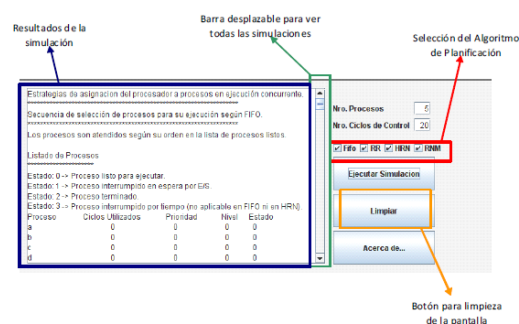 Resultados de la
simulación
Barra desplazable para ver
todas las simulaciones
Selección del Algoritmo
de Planificación
Estrategias de asignacion del procesador a procesos en ejecución concurrente.
Secuencia de selección de procesos para su ejecución según FIFO.
Los procesos son atendidos según su orden en la lista de procesos listos.
Listado de Procesos
Estado: 0 -> Proceso listo para ejecutar.
Estado: 1 -> Proceso interrumpido en espera por E/S.
Estado: 2 -> Proceso terminado.
Estado: 3 -> Proceso interrumpido por tiempo (no aplicable en FIFO ni en HRN).
Proceso Ciclos Utilizados Prioridad Nivel Estado
a 0 0 0 0
b 0 0 0 0
c 0 0 0 0
d 0 0 0 0
Nro. Procesos 6
Nro. Ciclos de Control 20
Fifo RR HRN RNM
Ejecutar Simulacion
Limpiar
Acerca de...
Botón para limpieza
de la pantalla